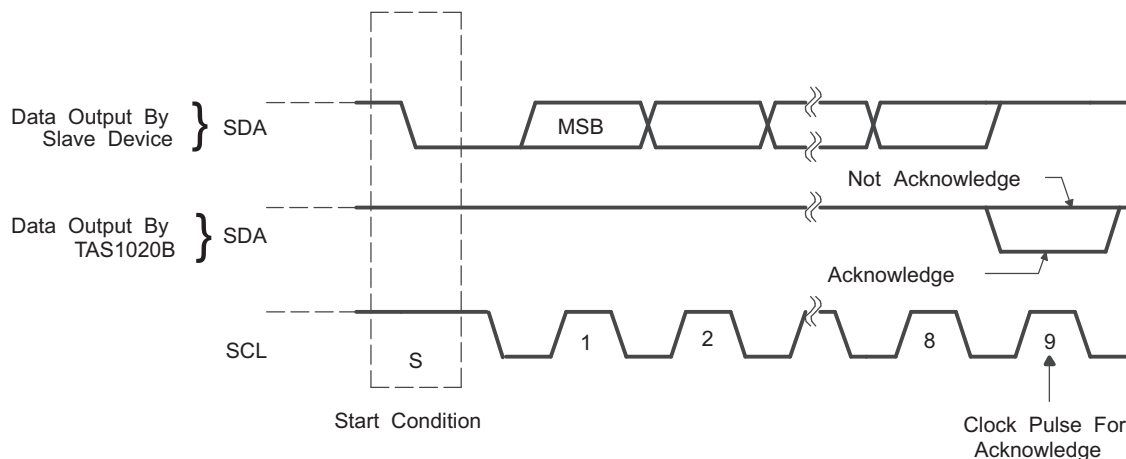 Data Output By
Slave Device
} SDA
MSB
Not Acknowledge
Data Output By
TAS1020B
} SDA
Acknowledge
SCL
S
1
2
8
9
Start Condition
Clock Pulse For
Acknowledge